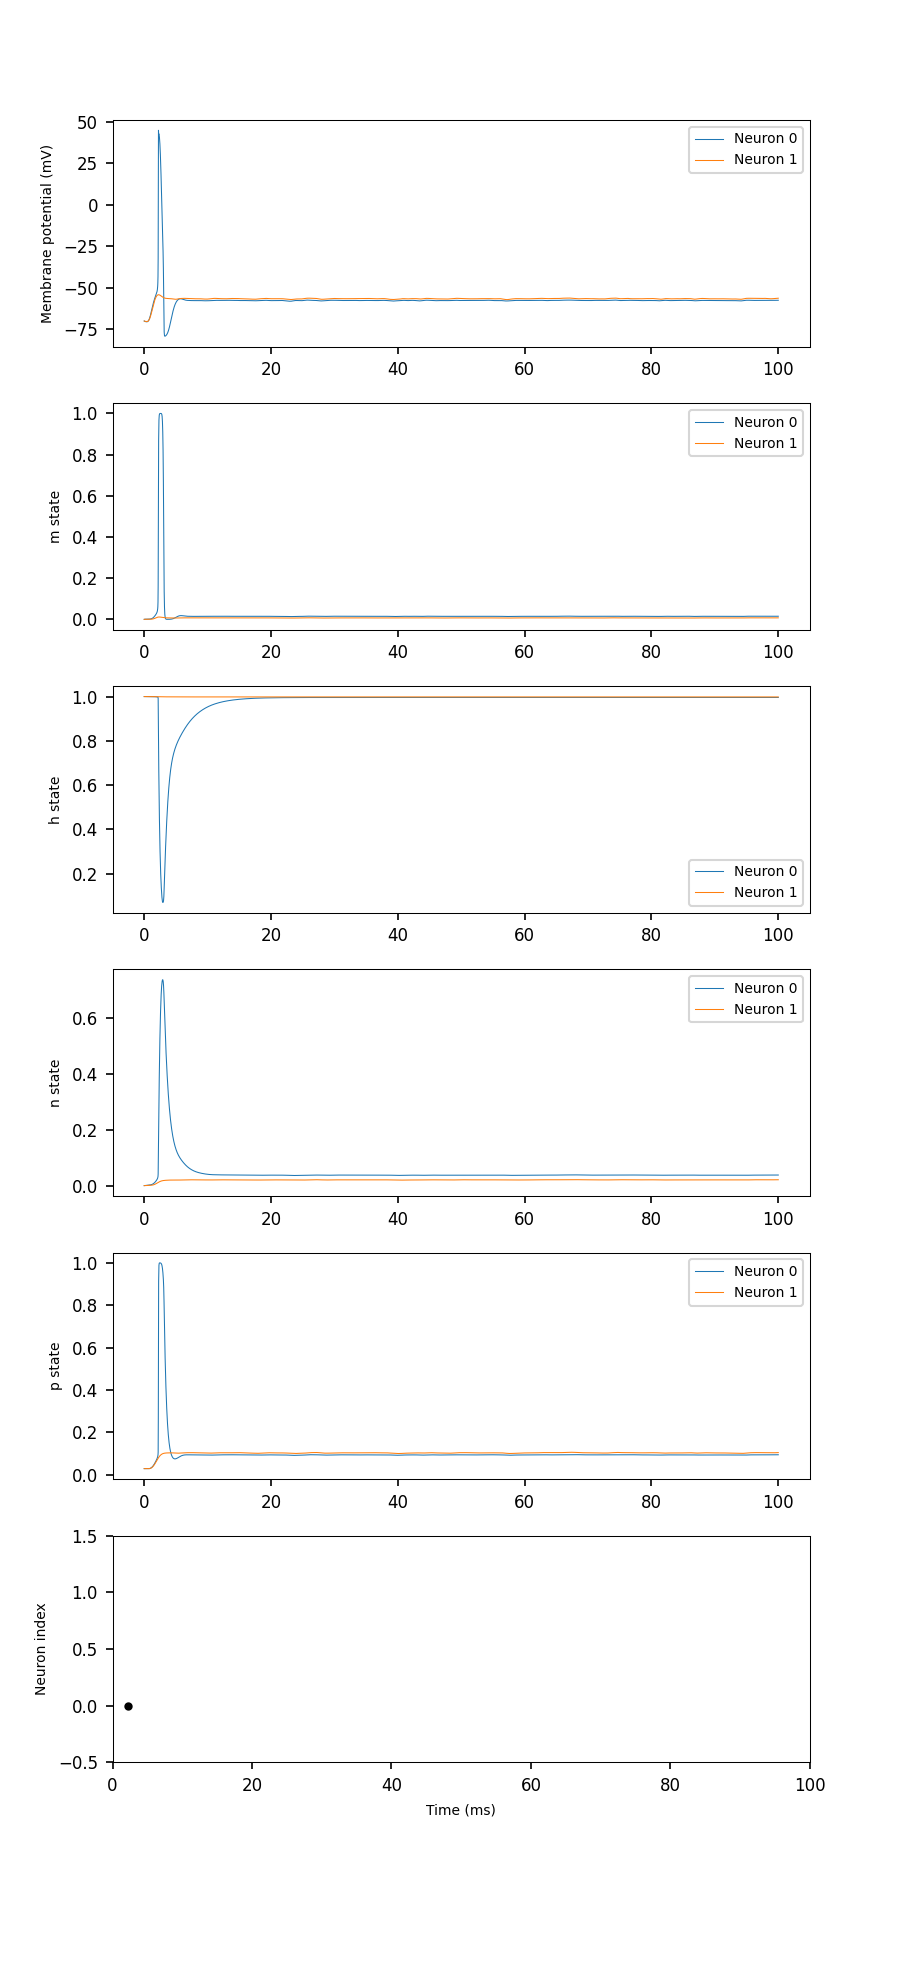 Membrane potential (mV)
50
25
0
−25
−50
−75
Neuron 0
Neuron 1
0 20 40 60 80 100
m state
1.0
0.8
0.6
0.4
0.2
0.0
Neuron 0
Neuron 1
0 20 40 60 80 100
h state
1.0
0.8
0.6
0.4
0.2
Neuron 0
Neuron 1
0 20 40 60 80 100
n state
0.6
0.4
0.2
0.0
Neuron 0
Neuron 1
0 20 40 60 80 100
p state
1.0
0.8
0.6
0.4
0.2
0.0
Neuron 0
Neuron 1
0 20 40 60 80 100
Neuron index
1.5
1.0
0.5
0.0
−0.5
0 20 40 60 80 100
Time (ms)